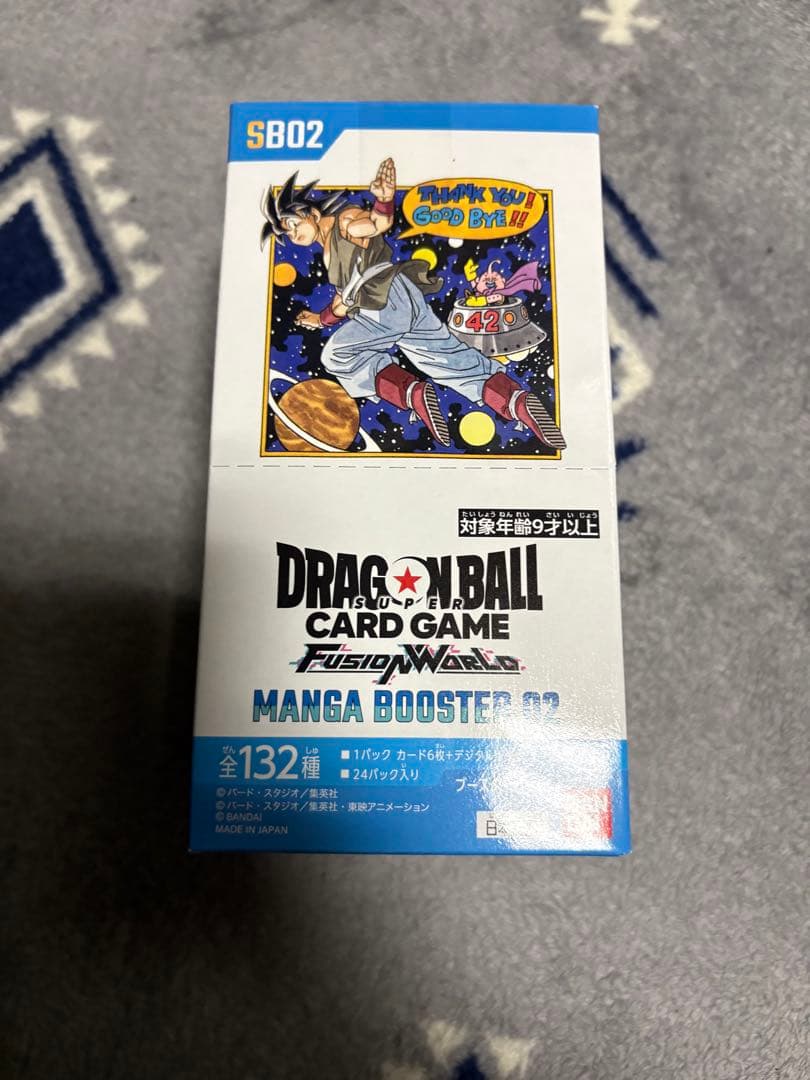 SB02
THANK YOU!
GOOD BYE!!
42
たいしょうねんれい さいいじょう
対象年齢9才以上
DRAGON BALL
SUPER
CARD GAME
FUSION WORLD
MANGA BOOSTER 02
ぜん しゅ
全132種
■1パック カード6枚+デジタル
■24パック入り
ブース
©バード・スタジオ/集英社
©バード・スタジオ/集英社・東映アニメーション
©BANDAI
MADE IN JAPAN